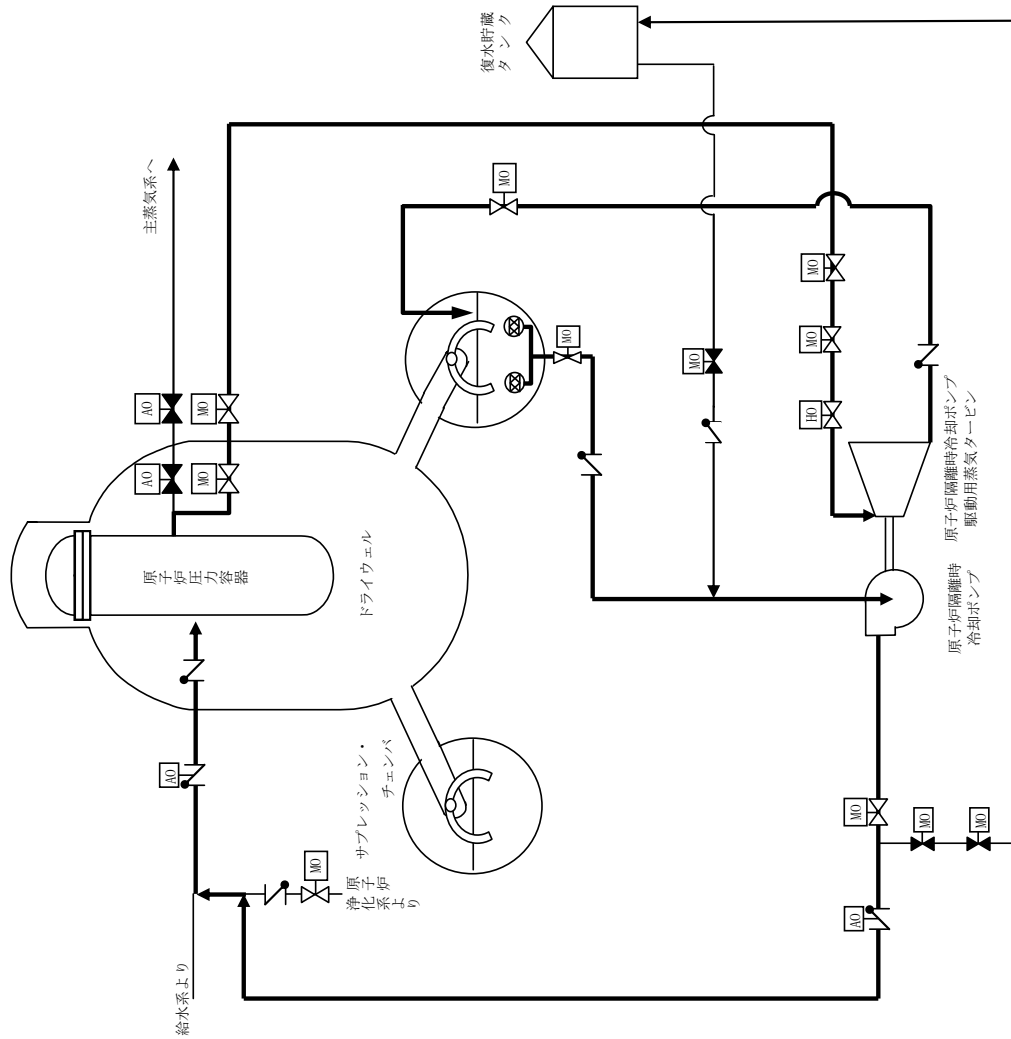 復水貯蔵
タンク
主蒸気系へ
MO
MO
MO
HO
MO
MO
MO
AO
AO
MO
MO
原子炉圧力容器
ドライウェル
原子炉隔離時冷却ポンプ
駆動用蒸気タービン
原子炉隔離時
冷却ポンプ
AO
サプレッション・
チェンバ
MO
原子炉
浄化系より
給水系より
MO
MO
MO
AO